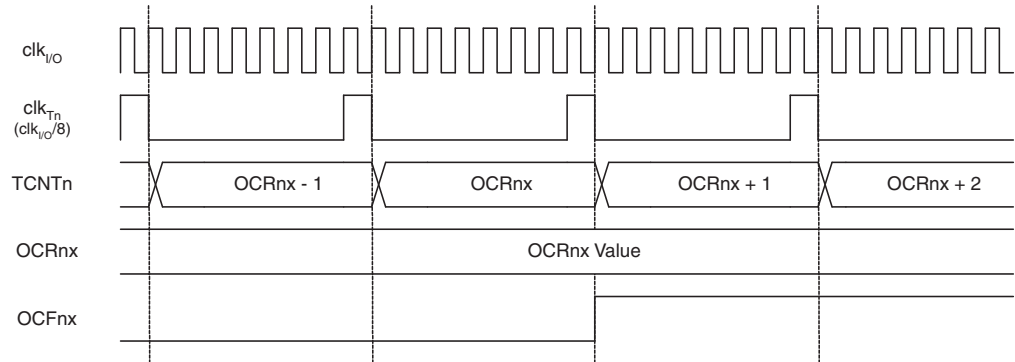 clkI/O
clkTn
(clkI/O/8)
TCNTn OCRnx - 1 OCRnx OCRnx + 1 OCRnx + 2
OCRnx OCRnx Value
OCFnx